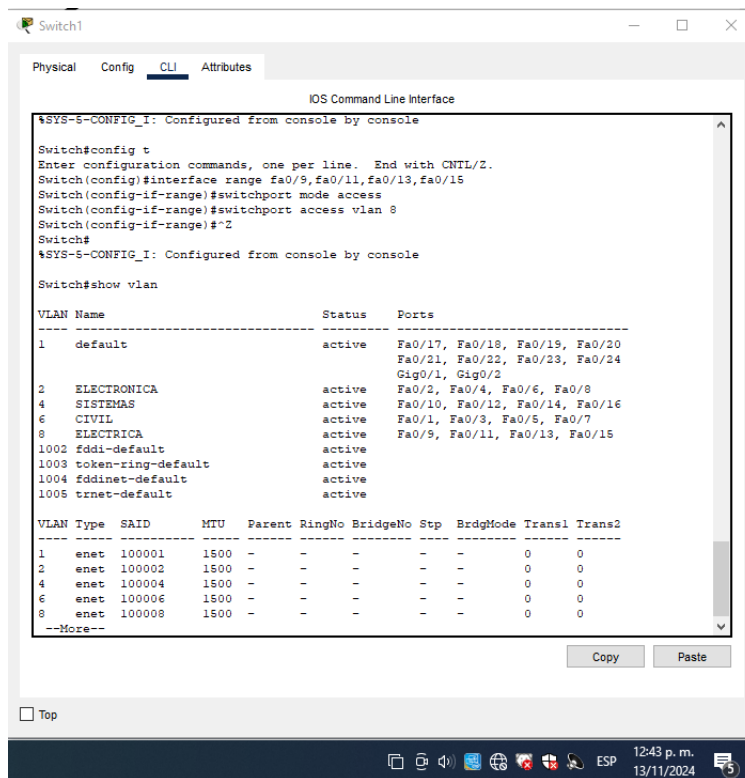 Switch1
Physical Config CLI Attributes
IOS Command Line Interface
%SYS-5-CONFIG_I: Configured from console by console
Switch#config t
Enter configuration commands, one per line.  End with CNTL/Z.
Switch(config)#interface range fa0/9,fa0/11,fa0/13,fa0/15
Switch(config-if-range)#switchport mode access
Switch(config-if-range)#switchport access vlan 8
Switch(config-if-range)#^Z
Switch#
%SYS-5-CONFIG_I: Configured from console by console
Switch#show vlan
VLAN Name                             Status    Ports
---- -------------------------------- --------- -------------------------------
1    default                          active    Fa0/17, Fa0/18, Fa0/19, Fa0/20
                                                Fa0/21, Fa0/22, Fa0/23, Fa0/24
                                                Gig0/1, Gig0/2
2    ELECTRONICA                      active    Fa0/2, Fa0/4, Fa0/6, Fa0/8
4    SISTEMAS                         active    Fa0/10, Fa0/12, Fa0/14, Fa0/16
6    CIVIL                            active    Fa0/1, Fa0/3, Fa0/5, Fa0/7
8    ELECTRICA                        active    Fa0/9, Fa0/11, Fa0/13, Fa0/15
1002 fddi-default                     active
1003 token-ring-default               active
1004 fddinet-default                  active
1005 trnet-default                    active
VLAN Type  SAID       MTU   Parent RingNo BridgeNo Stp  BrdgMode Trans1 Trans2
---- ----- ---------- ----- ------ ------ -------- ---- -------- ------ ------
1    enet  100001     1500  -      -      -        -    -        0      0
2    enet  100002     1500  -      -      -        -    -        0      0
4    enet  100004     1500  -      -      -        -    -        0      0
6    enet  100006     1500  -      -      -        -    -        0      0
8    enet  100008     1500  -      -      -        -    -        0      0
--More--
Copy Paste
Top
ESP 12:43 p. m.
13/11/2024 5